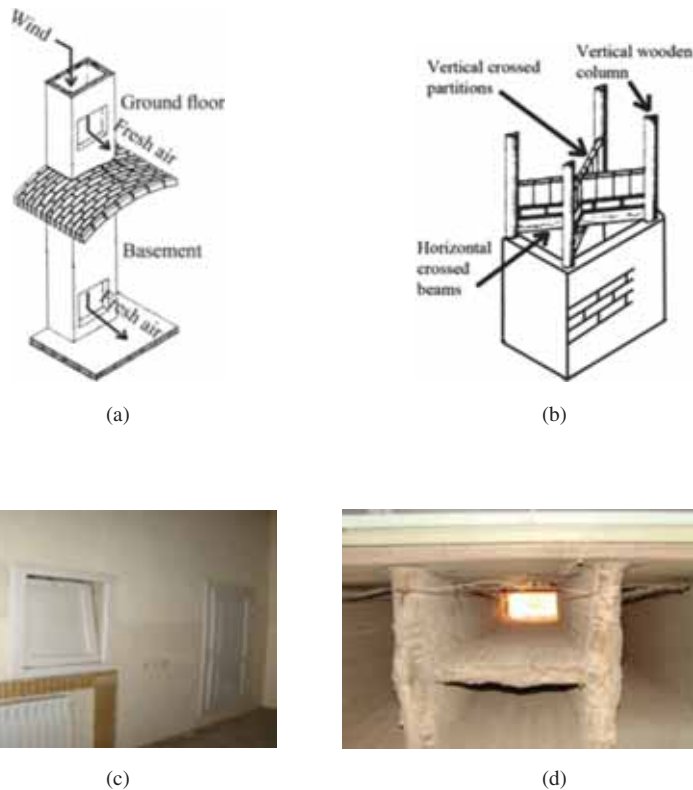 Wind
Ground floor
Fresh air
Basement
Fresh air
(a)
Vertical crossed
partitions
Vertical wooden
column
Horizontal
crossed
beams
(b)
(c)
(d)